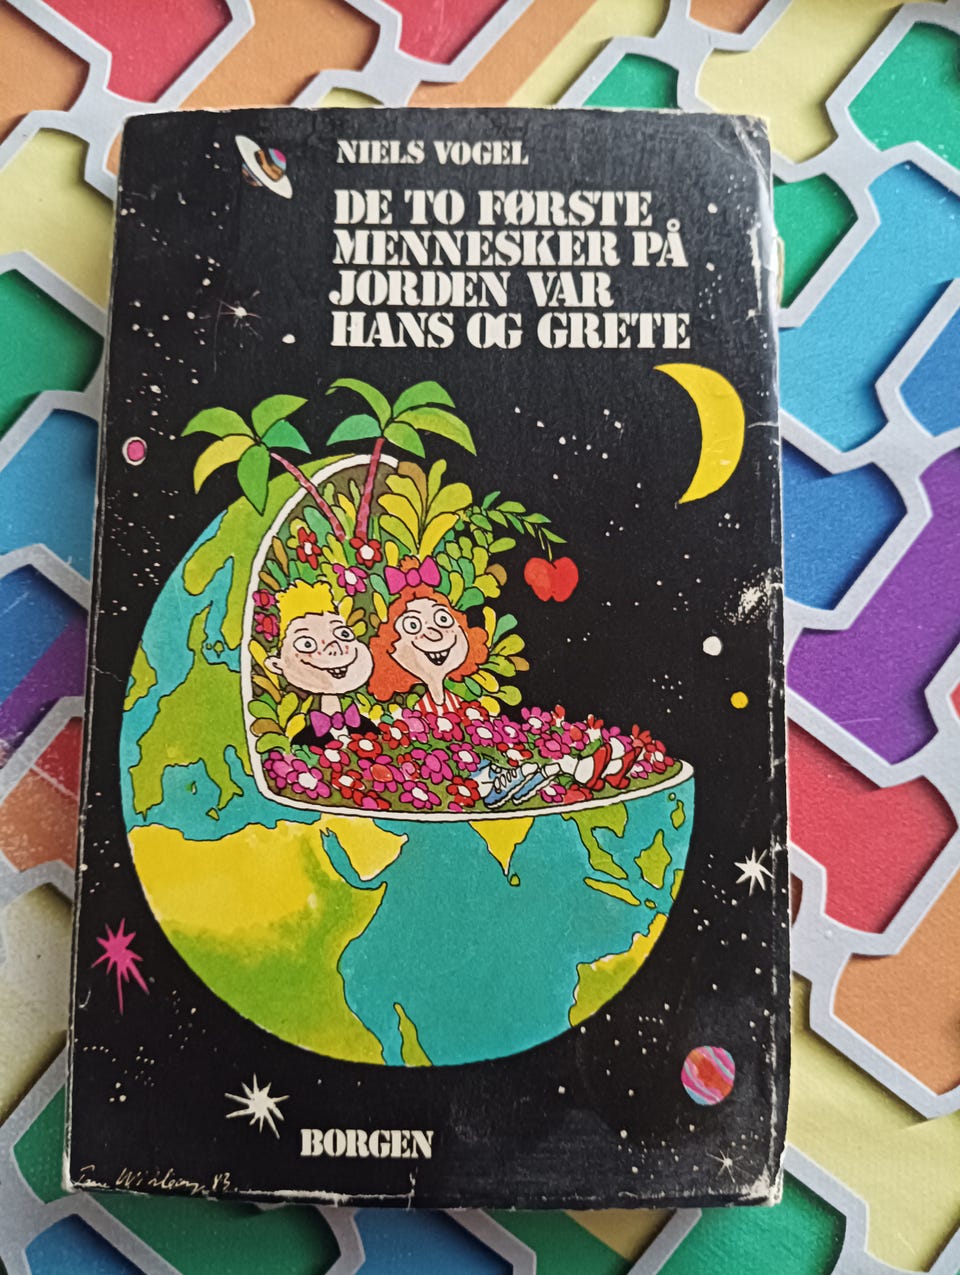 NIELS VOGEL
DE TO FØRSTE
MENNESKER PÅ
JORDEN VAR
HANS OG GRETE
BORGEN